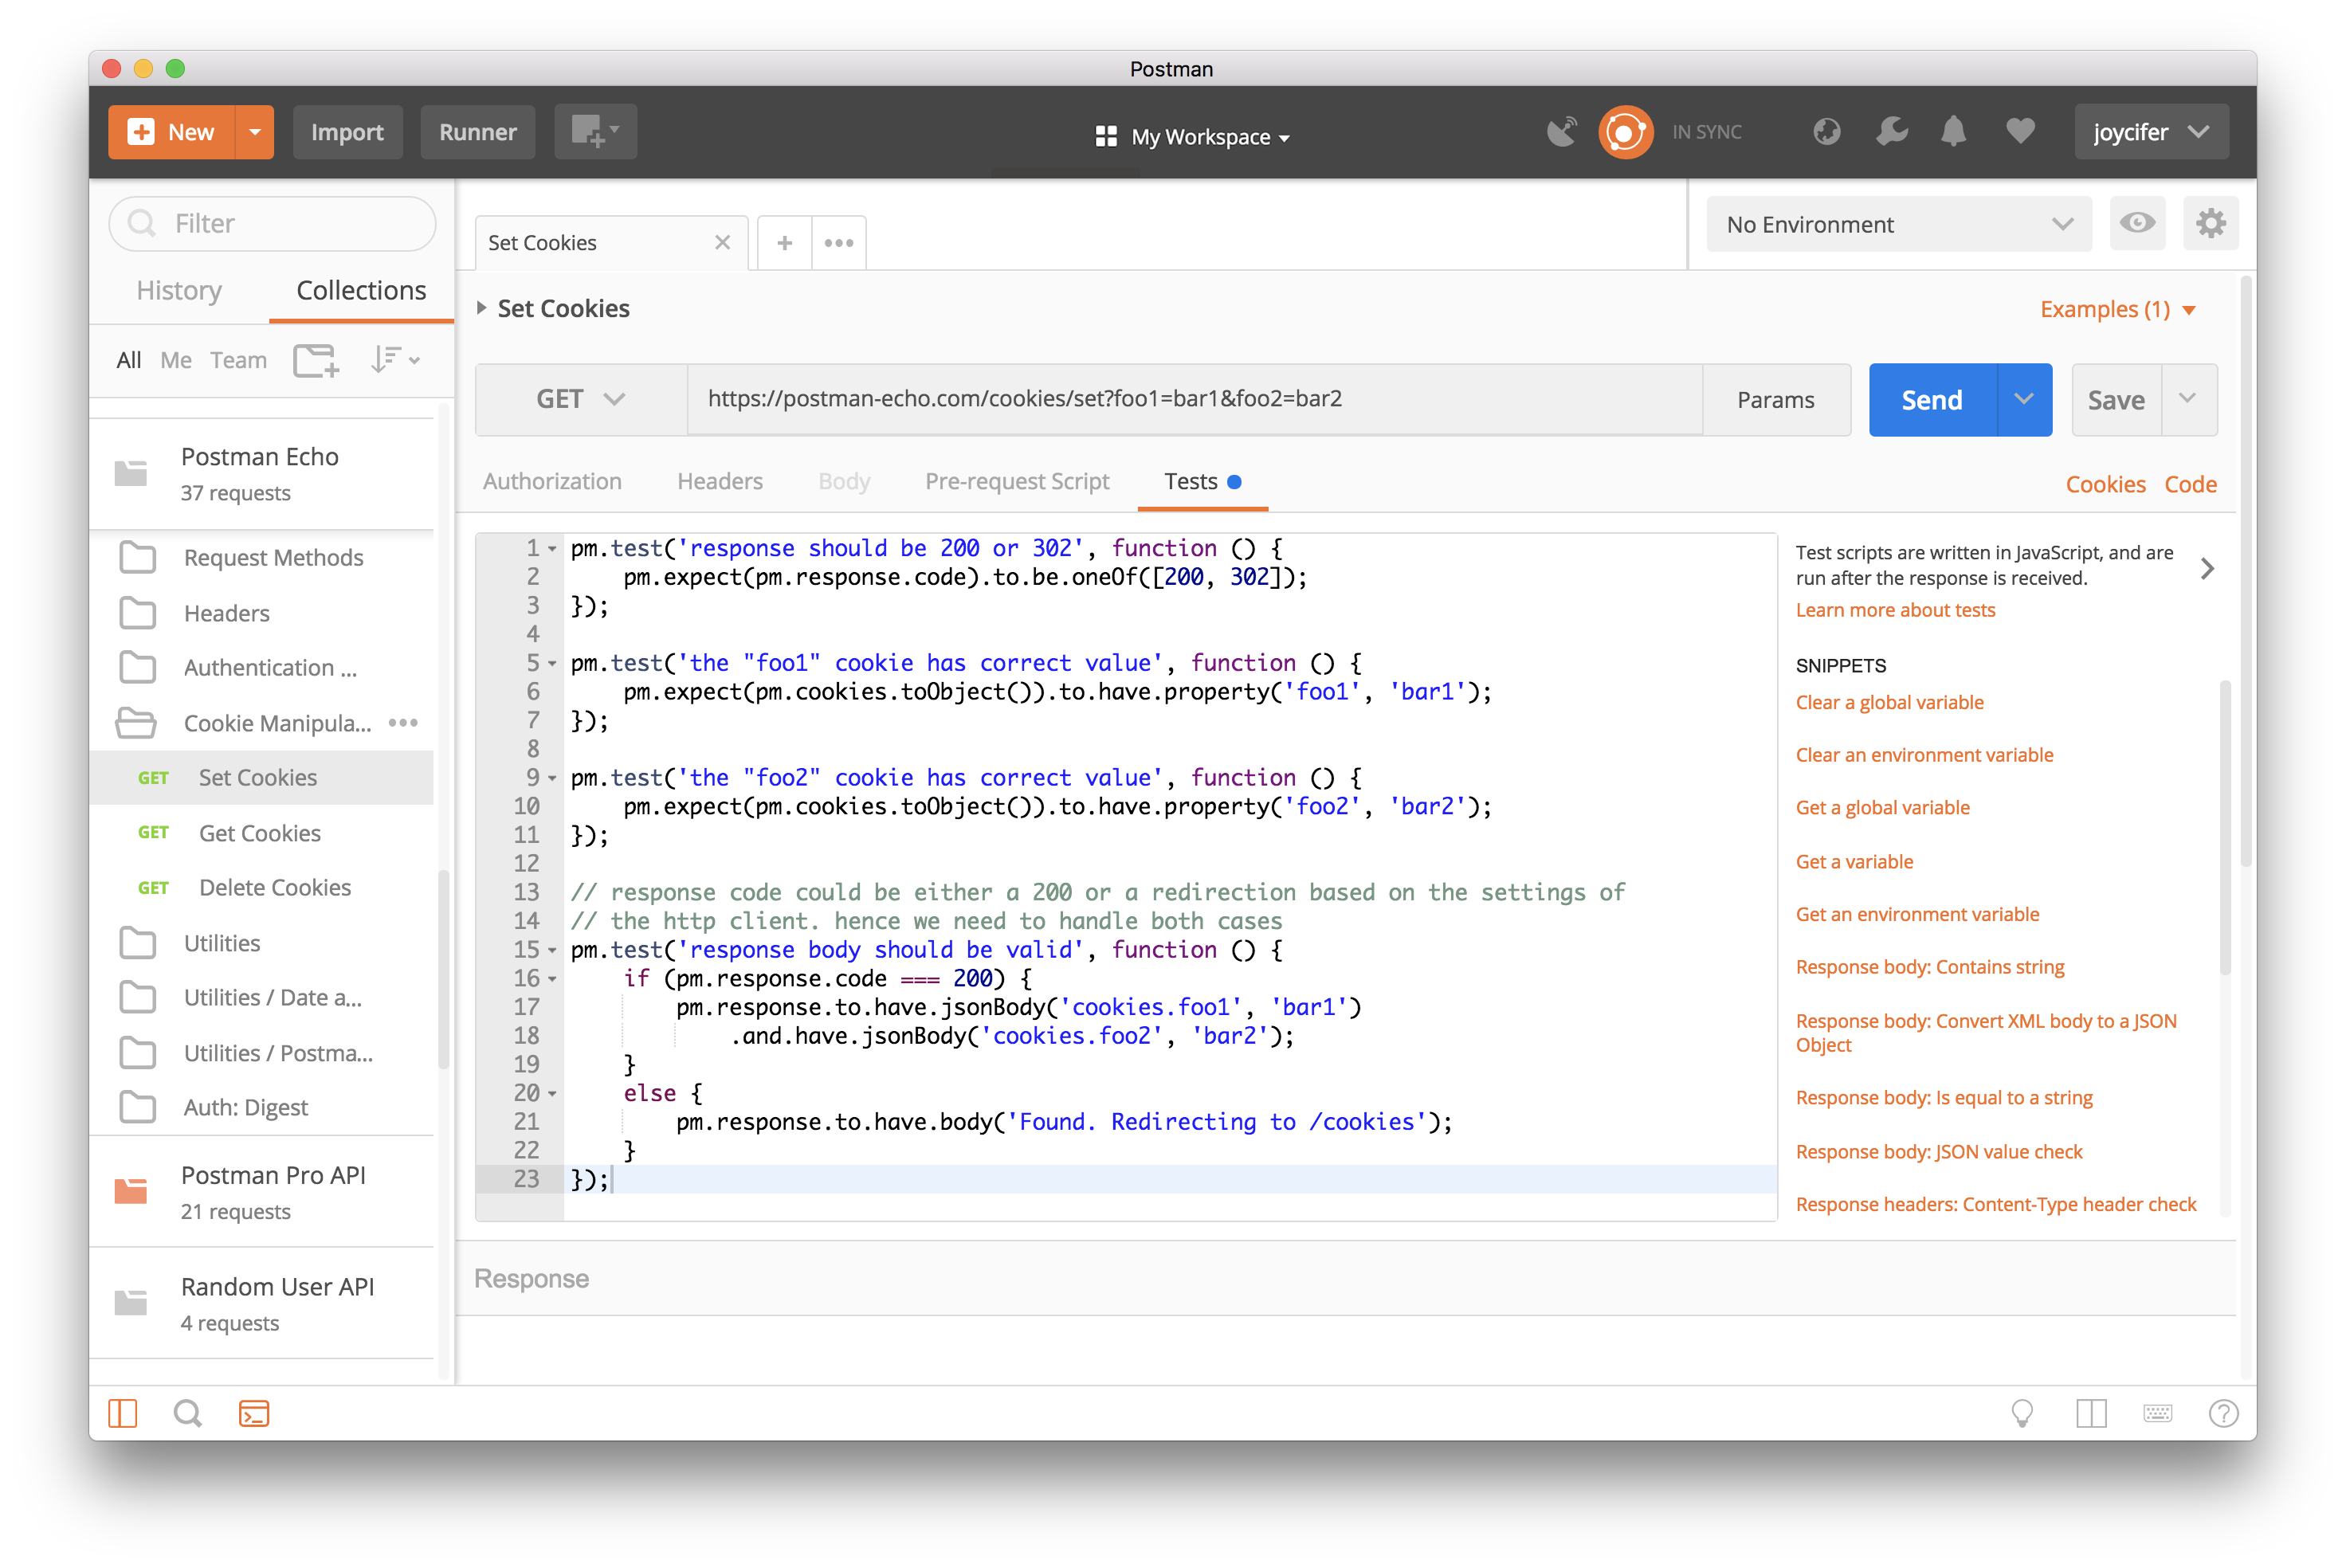 Postman
New
Import
Runner
My Workspace
IN SYNC
joycifer
Filter
History
Collections
All
Me
Team
Postman Echo
37 requests
Request Methods
Headers
Authentication ...
Cookie Manipula...
GET Set Cookies
GET Get Cookies
GET Delete Cookies
Utilities
Utilities / Date a...
Utilities / Postma...
Auth: Digest
Postman Pro API
21 requests
Random User API
4 requests
Set Cookies
No Environment
Set Cookies
Examples (1)
GET
https://postman-echo.com/cookies/set?foo1=bar1&foo2=bar2
Params
Send
Save
Authorization
Headers
Body
Pre-request Script
Tests
Cookies
Code
1 pm.test('response should be 200 or 302', function () {
2     pm.expect(pm.response.code).to.be.oneOf([200, 302]);
3 });
4
5 pm.test('the "foo1" cookie has correct value', function () {
6     pm.expect(pm.cookies.toObject()).to.have.property('foo1', 'bar1');
7 });
8
9 pm.test('the "foo2" cookie has correct value', function () {
10     pm.expect(pm.cookies.toObject()).to.have.property('foo2', 'bar2');
11 });
12
13 // response code could be either a 200 or a redirection based on the settings of
14 // the http client. hence we need to handle both cases
15 pm.test('response body should be valid', function () {
16     if (pm.response.code === 200) {
17         pm.response.to.have.jsonBody('cookies.foo1', 'bar1')
18             .and.have.jsonBody('cookies.foo2', 'bar2');
19     }
20     else {
21         pm.response.to.have.body('Found. Redirecting to /cookies');
22     }
23 });
Test scripts are written in JavaScript, and are
run after the response is received.
Learn more about tests
SNIPPETS
Clear a global variable
Clear an environment variable
Get a global variable
Get a variable
Get an environment variable
Response body: Contains string
Response body: Convert XML body to a JSON
Object
Response body: Is equal to a string
Response body: JSON value check
Response headers: Content-Type header check
Response